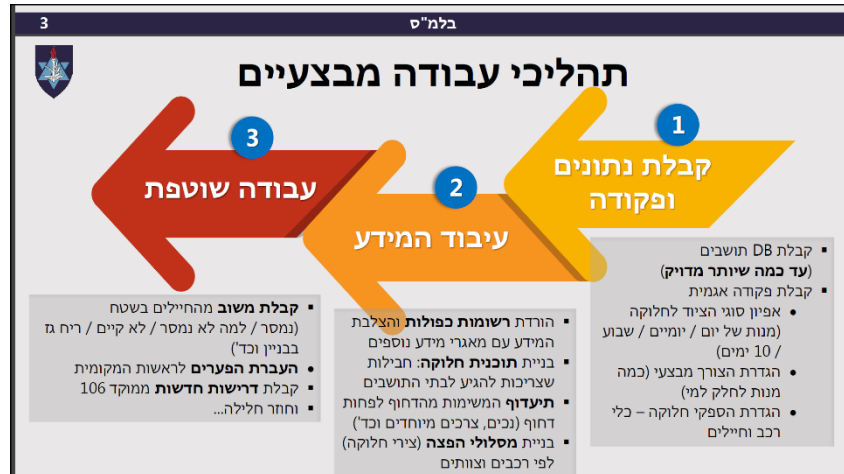 3
בלמ"ס
תהליכי עבודה מבצעיים
1
קבלת נתונים
ופקודה
▪ קבלת DB תושבים
(עד כמה שיותר מדויק)
▪ קבלת פקודה אגמית
• אפיון סוגי הציוד לחלוקה
(מנות של יום / יומיים / שבוע
/ 10 ימים)
• הגדרת הצורך מבצעי (כמה
מנות לחלק למי)
• הגדרת הספקי חלוקה – כלי
רכב וחיילים
2
עיבוד המידע
▪ הורדת רשומות כפולות והצלבת
המידע עם מאגרי מידע נוספים
▪ בניית תוכנית חלוקה: חבילות
שצריכות להגיע לבתי התושבים
▪ תיעדוף המשימות מהדחוף לפחות
דחוף (נכים, צרכים מיוחדים וכד')
▪ בניית מסלולי הפצה (צירי חלוקה)
לפי רכבים וצוותים
3
עבודה שוטפת
▪ קבלת משוב מהחיילים בשטח
(נמסר / למה לא נמסר / לא קיים / ריח גז
בבניין וכד')
• העברת הפערים לראשות המקומית
▪ קבלת דרישות חדשות ממוקד 106
▪ וחוזר חלילה...